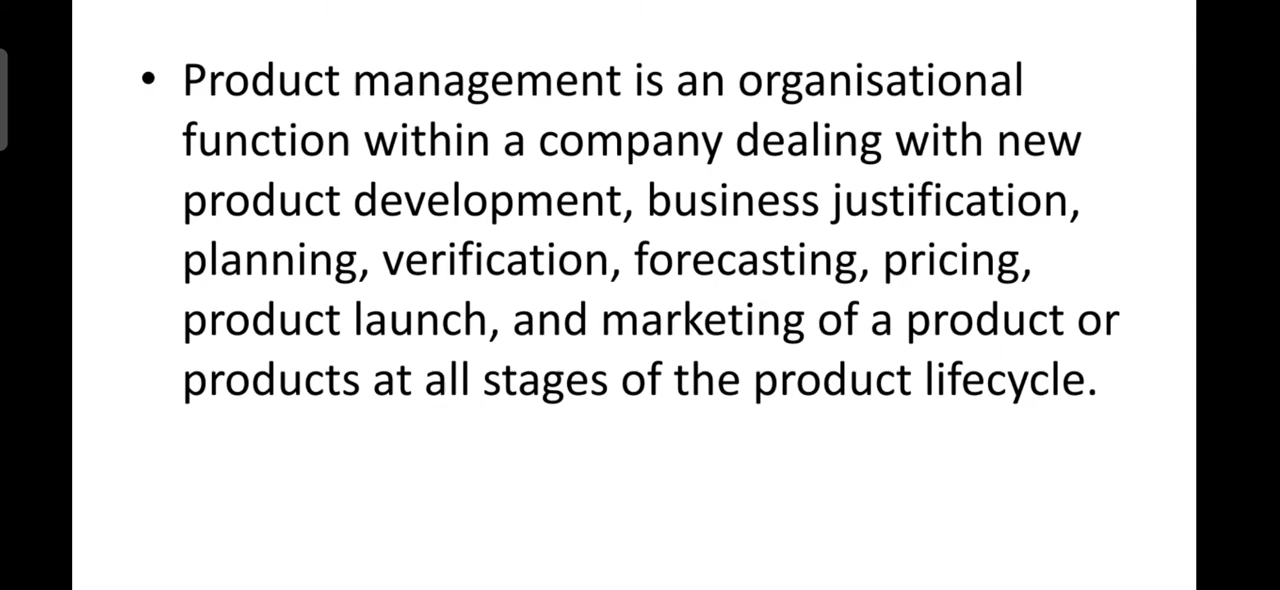 • Product management is an organisational
function within a company dealing with new
product development, business justification,
planning, verification, forecasting, pricing,
product launch, and marketing of a product or
products at all stages of the product lifecycle.